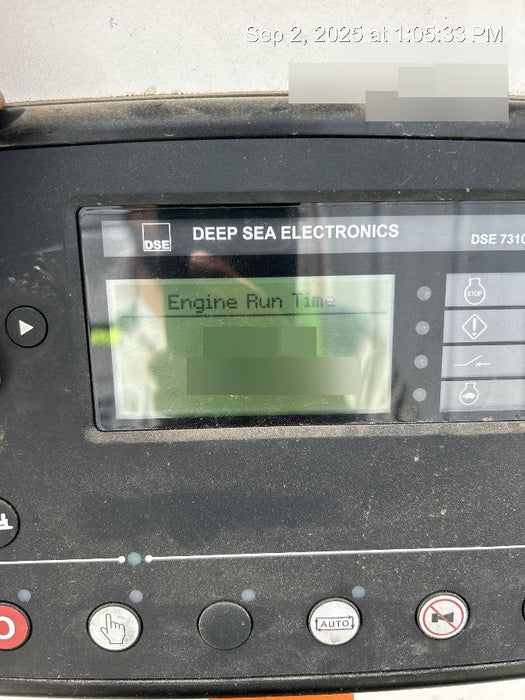 Sep 2, 2025 at 1:05:33 PM
DSE
DEEP SEA ELECTRONICS
DSE 7310
Engine Run Time
STOP
AUTO